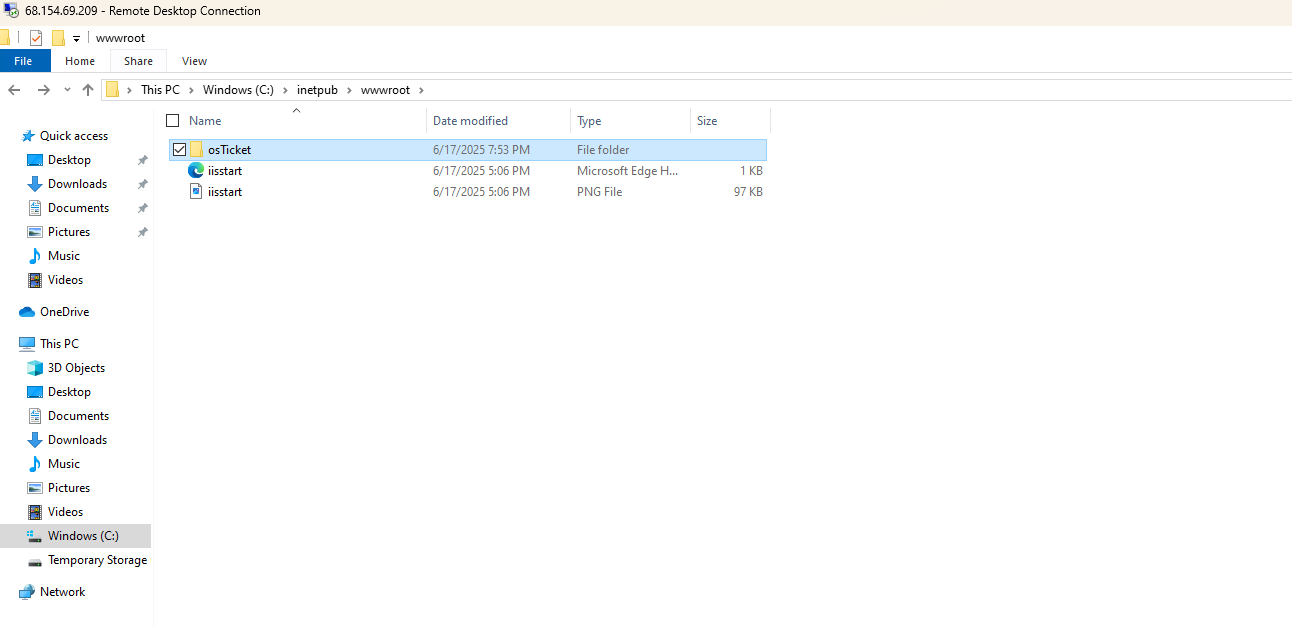 68.154.69.209 - Remote Desktop Connection
wwwroot
File Home Share View
This PC Windows (C:) inetpub wwwroot
Name Date modified Type Size
osTicket 6/17/2025 7:53 PM File folder
iisstart 6/17/2025 5:06 PM Microsoft Edge H... 1 KB
iisstart 6/17/2025 5:06 PM PNG File 97 KB
Quick access
Desktop
Downloads
Documents
Pictures
Music
Videos
OneDrive
This PC
3D Objects
Desktop
Documents
Downloads
Music
Pictures
Videos
Windows (C:)
Temporary Storage
Network